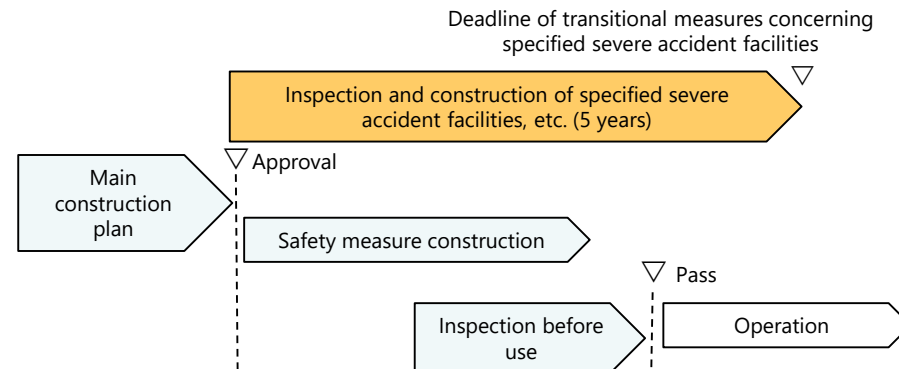 Deadline of transitional measures concerning
specified severe accident facilities
Inspection and construction of specified severe
accident facilities, etc. (5 years)
Approval
Main
construction
plan
Safety measure construction
Pass
Inspection before
use
Operation